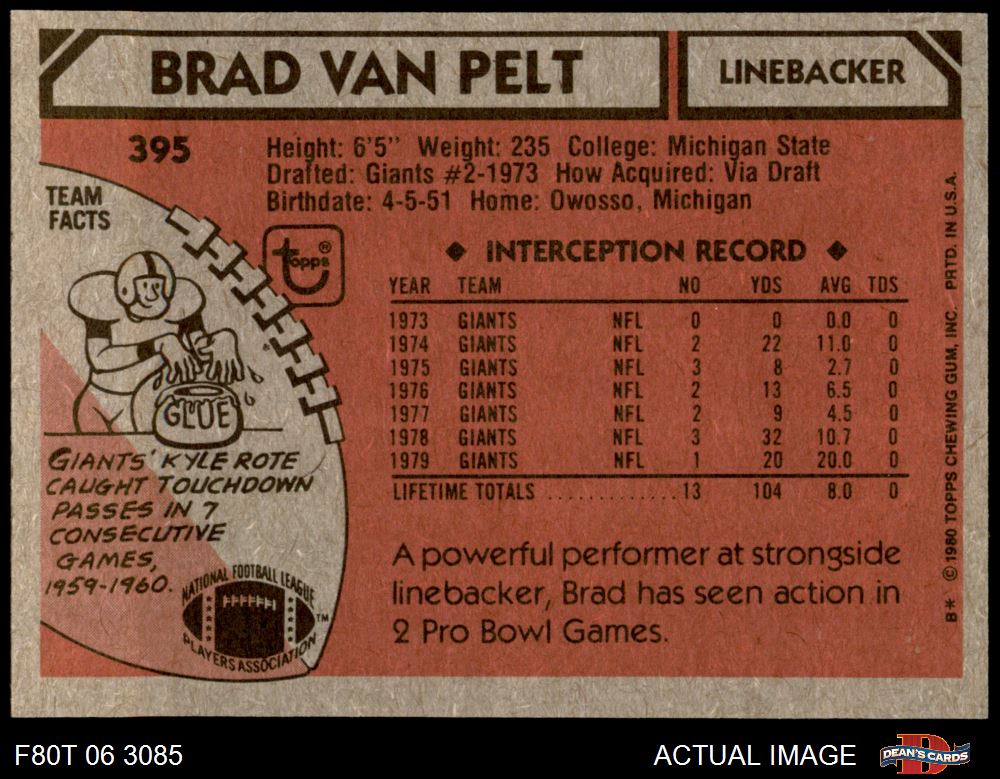 BRAD VAN PELT
LINEBACKER
395
Height: 6'5" Weight: 235 College: Michigan State
Drafted: Giants #2-1973 How Acquired: Via Draft
Birthdate: 4-5-51 Home: Owosso, Michigan
TEAM
FACTS
topps®
GLUE
GIANTS' KYLE ROTE
CAUGHT TOUCHDOWN
PASSES IN 7
CONSECUTIVE
GAMES,
1959-1960.
NATIONAL FOOTBALL LEAGUE
PLAYERS ASSOCIATION
TM
◆ INTERCEPTION RECORD ◆
YEAR TEAM NO YDS AVG TDS
1973 GIANTS NFL 0 0 0.0 0
1974 GIANTS NFL 2 22 11.0 0
1975 GIANTS NFL 3 8 2.7 0
1976 GIANTS NFL 2 13 6.5 0
1977 GIANTS NFL 2 9 4.5 0
1978 GIANTS NFL 3 32 10.7 0
1979 GIANTS NFL 1 20 20.0 0
LIFETIME TOTALS ............13 104 8.0 0
A powerful performer at strongside
linebacker, Brad has seen action in
2 Pro Bowl Games.
B* © 1980 TOPPS CHEWING GUM, INC. PRTD. IN U.S.A.
F80T 06 3085
ACTUAL IMAGE
DEAN'S CARDS